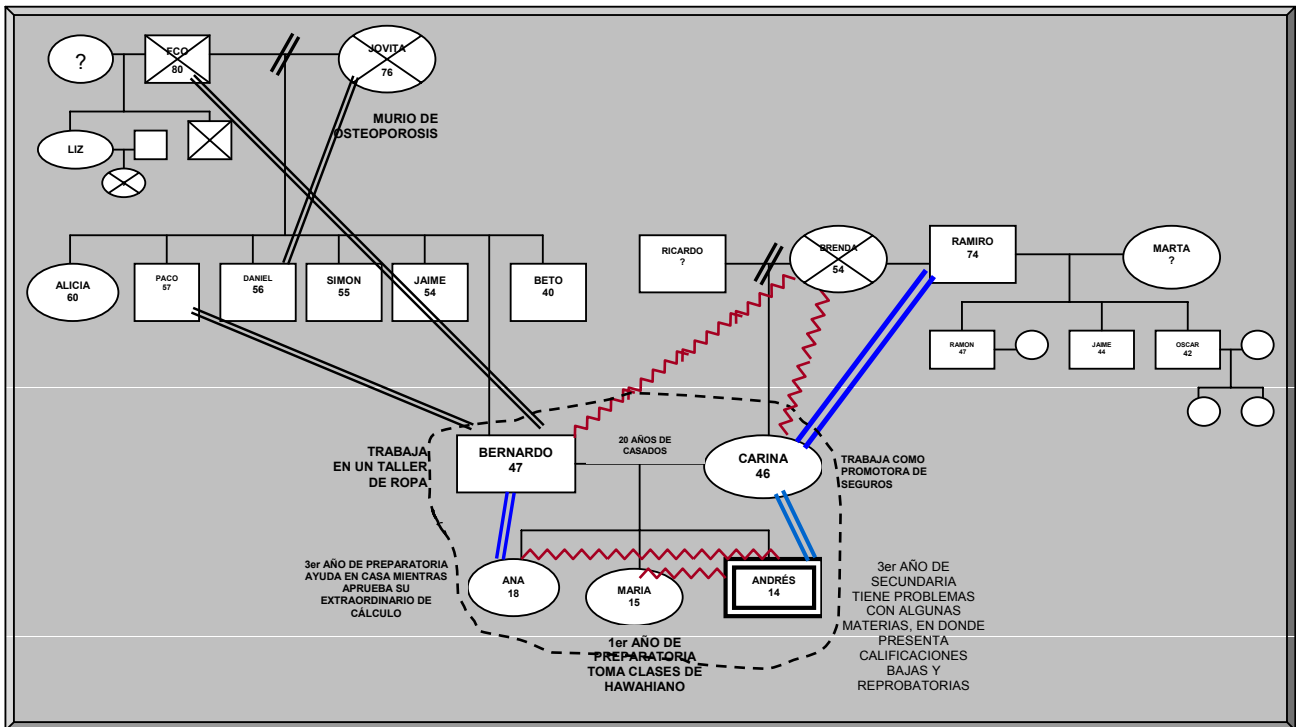 ?
FCO
80
JOVITA
76
MURIO DE
OSTEOPOROSIS
LIZ
ALICIA
60
PACO
57
DANIEL
56
SIMON
55
JAIME
54
BETO
40
RICARDO
?
BRENDA
54
RAMIRO
74
MARTA
?
RAMON
47
JAIME
44
OSCAR
42
TRABAJA
EN UN TALLER
DE ROPA
BERNARDO
47
20 AÑOS DE
CASADOS
CARINA
46
TRABAJA COMO
PROMOTORA DE
SEGUROS
3er AÑO DE PREPARATORIA
AYUDA EN CASA MIENTRAS
APRUEBA SU
EXTRAORDINARIO DE
CÁLCULO
ANA
18
MARIA
15
ANDRÉS
14
1er AÑO DE
PREPARATORIA
TOMA CLASES DE
HAWAHIANO
3er AÑO DE
SECUNDARIA
TIENE PROBLEMAS
CON ALGUNAS
MATERIAS, EN DONDE
PRESENTA
CALIFICACIONES
BAJAS Y
REPROBATORIAS